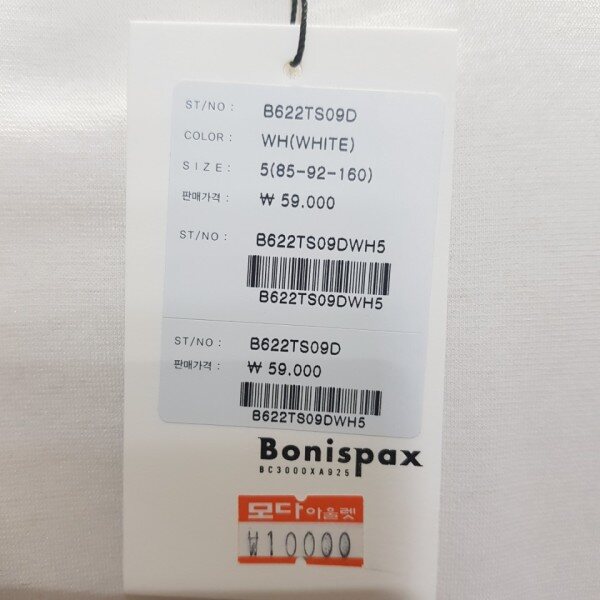 ST/NO : B622TS09D
COLOR : WH(WHITE)
SIZE : 5(85-92-160)
판매가격 : ₩ 59.000
ST/NO : B622TS09DWH5
B622TS09DWH5
ST/NO : B622TS09D
판매가격 : ₩ 59.000
B622TS09DWH5
Bonispax
BC3000XA925
모다아울렛
₩10000